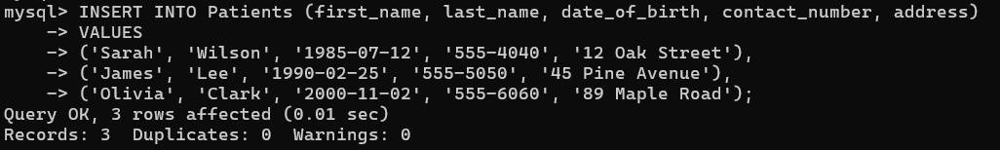 mysql> INSERT INTO Patients (first_name, last_name, date_of_birth, contact_number, address)
    -> VALUES
    -> ('Sarah', 'Wilson', '1985-07-12', '555-4040', '12 Oak Street'),
    -> ('James', 'Lee', '1990-02-25', '555-5050', '45 Pine Avenue'),
    -> ('Olivia', 'Clark', '2000-11-02', '555-6060', '89 Maple Road');
Query OK, 3 rows affected (0.01 sec)
Records: 3  Duplicates: 0  Warnings: 0